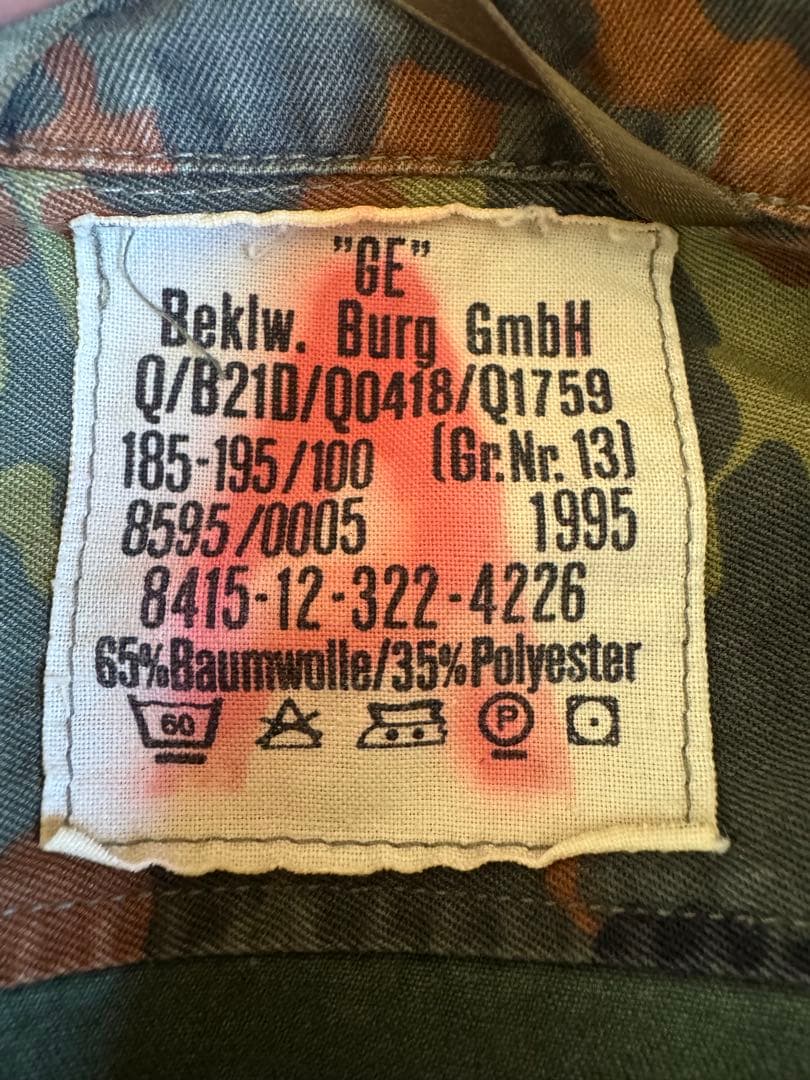 "GE"
Beklw. Burg GmbH
Q/B21D/Q0418/Q1759
185-195/100 (Gr.Nr. 13)
8595/0005 1995
8415-12-322-4226
65%Baumwolle/35%Polyester
60 P
A